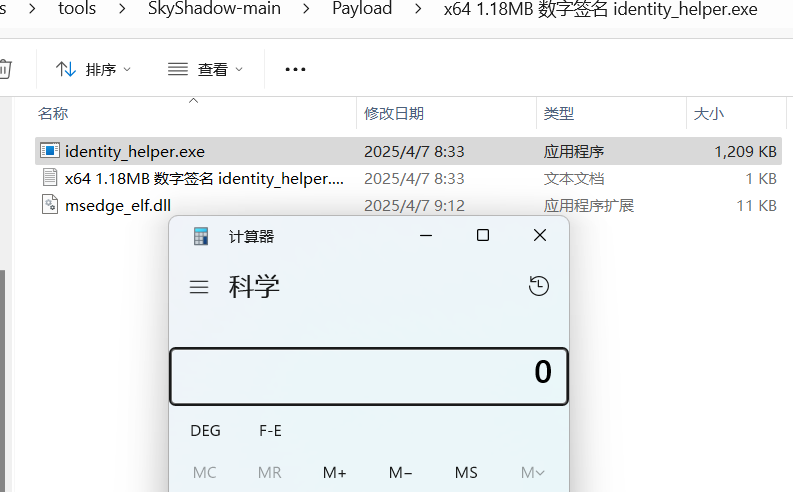 s > tools > SkyShadow-main > Payload > x64 1.18MB 数字签名 identity_helper.exe
排序 查看
名称 修改日期 类型 大小
identity_helper.exe 2025/4/7 8:33 应用程序 1,209 KB
x64 1.18MB 数字签名 identity_helper.... 2025/4/7 8:33 文本文档 1 KB
msedge_elf.dll 2025/4/7 9:12 应用程序扩展 11 KB
计算器
科学
0
DEG F-E
MC MR M+ M− MS M